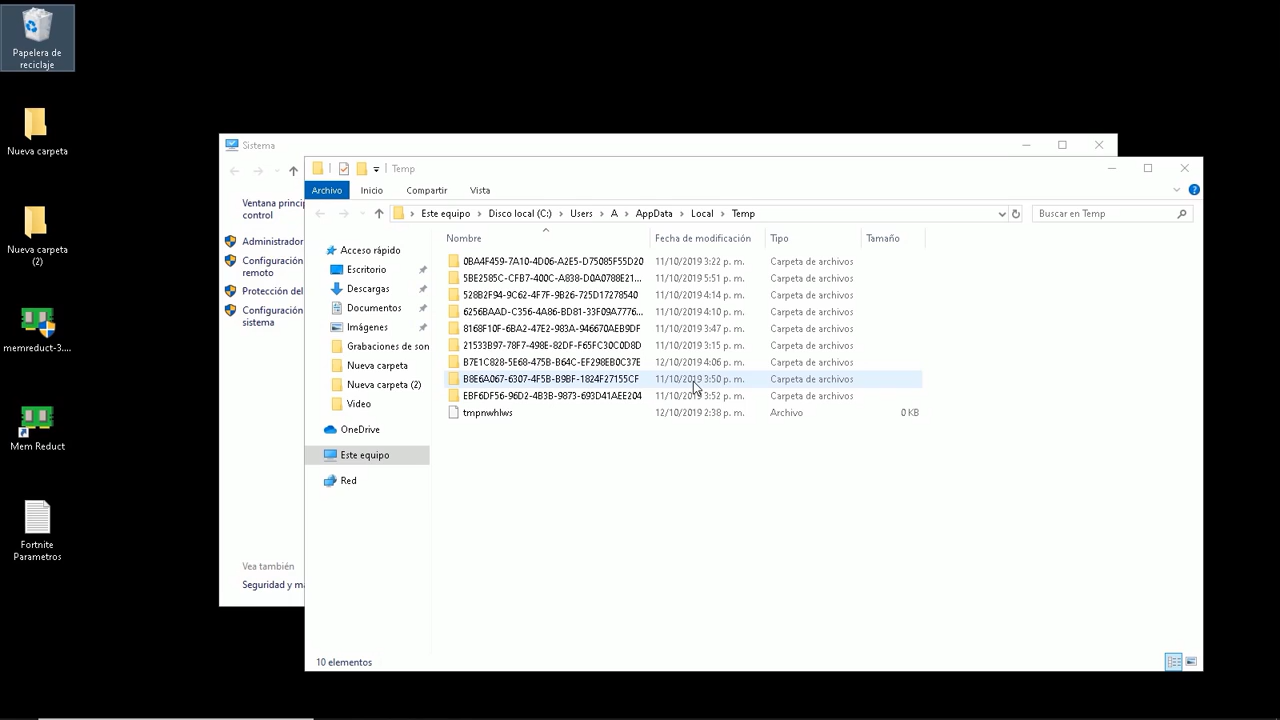 Papelera de
reciclaje
Nueva carpeta
Nueva carpeta
(2)
memreduct-3....
Mem Reduct
Fortnite
Parametros
Sistema
Ventana princip
control
Administrador
Configuración
remoto
Protección del
Configuración
sistema
Vea también
Seguridad y ma
Temp
Archivo Inicio Compartir Vista
Este equipo > Disco local (C:) > Users > A > AppData > Local > Temp
Buscar en Temp
Nombre Fecha de modificación Tipo Tamaño
Acceso rápido
Escritorio
Descargas
Documentos
Imágenes
Grabaciones de son
Nueva carpeta
Nueva carpeta (2)
Video
OneDrive
Este equipo
Red
0BA4F459-7A10-4D06-A2E5-D75085F55D20 11/10/2019 3:22 p. m. Carpeta de archivos
5BE2585C-CFB7-400C-A838-D0A0788E21... 11/10/2019 5:51 p. m. Carpeta de archivos
528B2F94-9C62-4F7F-9B26-725D17278540 11/10/2019 4:14 p. m. Carpeta de archivos
6256BAAD-C356-4A86-BD81-33F09A7776... 11/10/2019 4:10 p. m. Carpeta de archivos
8168F10F-6BA2-47E2-983A-946670AEB9DF 11/10/2019 3:47 p. m. Carpeta de archivos
21533B97-78F7-498E-82DF-F65FC30C0D8D 11/10/2019 3:15 p. m. Carpeta de archivos
B7E1C828-5E68-475B-B64C-EF298EB0C37E 12/10/2019 4:06 p. m. Carpeta de archivos
B8E6A067-6307-4F5B-B9BF-1824F27155CF 11/10/2019 3:50 p. m. Carpeta de archivos
EBF6DF56-96D2-4B3B-9873-693D41AEE204 11/10/2019 3:52 p. m. Carpeta de archivos
tmpnwhlws 12/10/2019 2:38 p. m. Archivo 0 KB
10 elementos